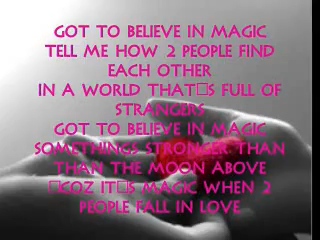 GOT TO BELIEVE IN MAGIC
TELL ME HOW 2 PEOPLE FIND
EACH OTHER
IN A WORLD THAT▯S FULL OF
STRANGERS
GOT TO BELIEVE IN MAGIC
SOMETHINGS STRONGER THAN
THAN THE MOON ABOVE
▯COZ IT▯S MAGIC WHEN 2
PEOPLE FALL IN LOVE